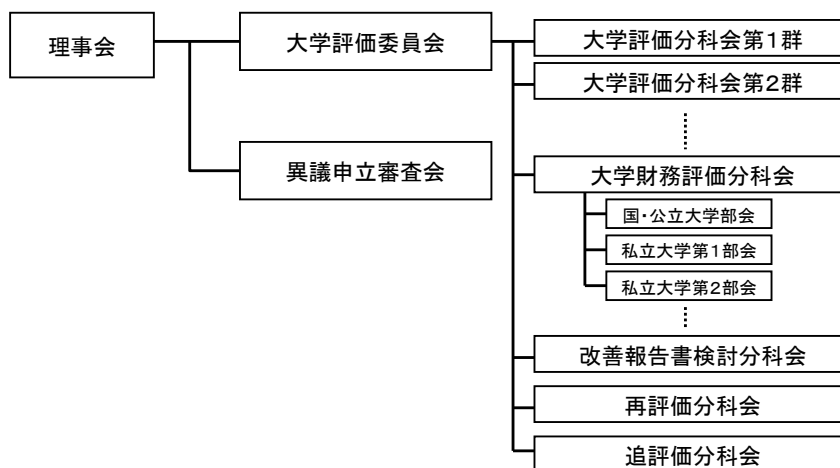 理事会
大学評価委員会
異議申立審査会
大学評価分科会第1群
大学評価分科会第2群
大学財務評価分科会
国・公立大学部会
私立大学第1部会
私立大学第2部会
改善報告書検討分科会
再評価分科会
追評価分科会